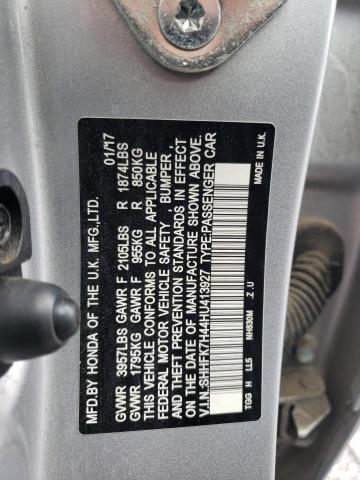 MFD.BY HONDA OF THE U.K. MFG.,LTD. 01/17
GVWR 3957LBS GAWR F 2105LBS R 1874LBS
GVWR 1795KG GAWR F 955KG R 850KG
THIS VEHICLE CONFORMS TO ALL APPLICABLE
FEDERAL MOTOR VEHICLE SAFETY, BUMPER,
AND THEFT PREVENTION STANDARDS IN EFFECT
ON THE DATE OF MANUFACTURE SHOWN ABOVE.
V.I.N.:SHHFK7H44HU413927 TYPE:PASSENGER CAR
TGG H LL5 NH830M .Z.U MADE IN U.K.